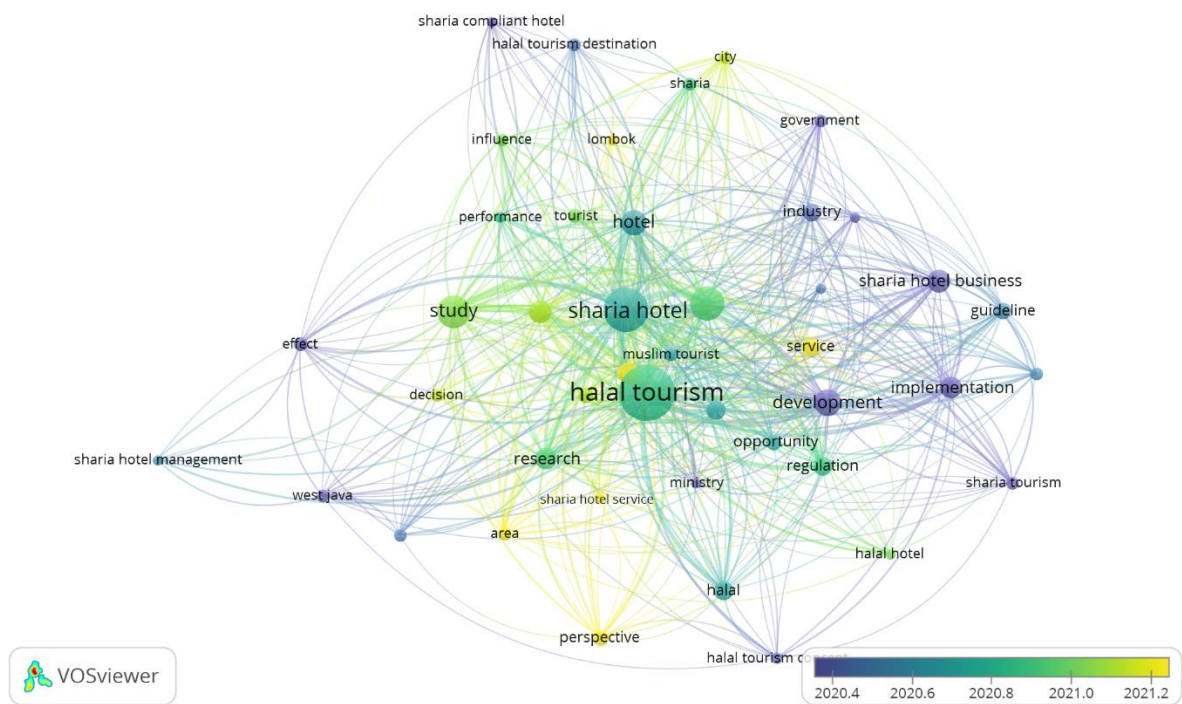 sharia compliant hotel
halal tourism destination
city
sharia
government
influence
lombok
performance
tourist
hotel
industry
sharia hotel business
study
sharia hotel
guideline
effect
muslim tourist
service
decision
halal tourism
development
implementation
opportunity
sharia hotel management
research
regulation
west java
sharia hotel service
ministry
sharia tourism
area
halal hotel
halal
perspective
halal tourism concept
VOSviewer
2020.4 2020.6 2020.8 2021.0 2021.2